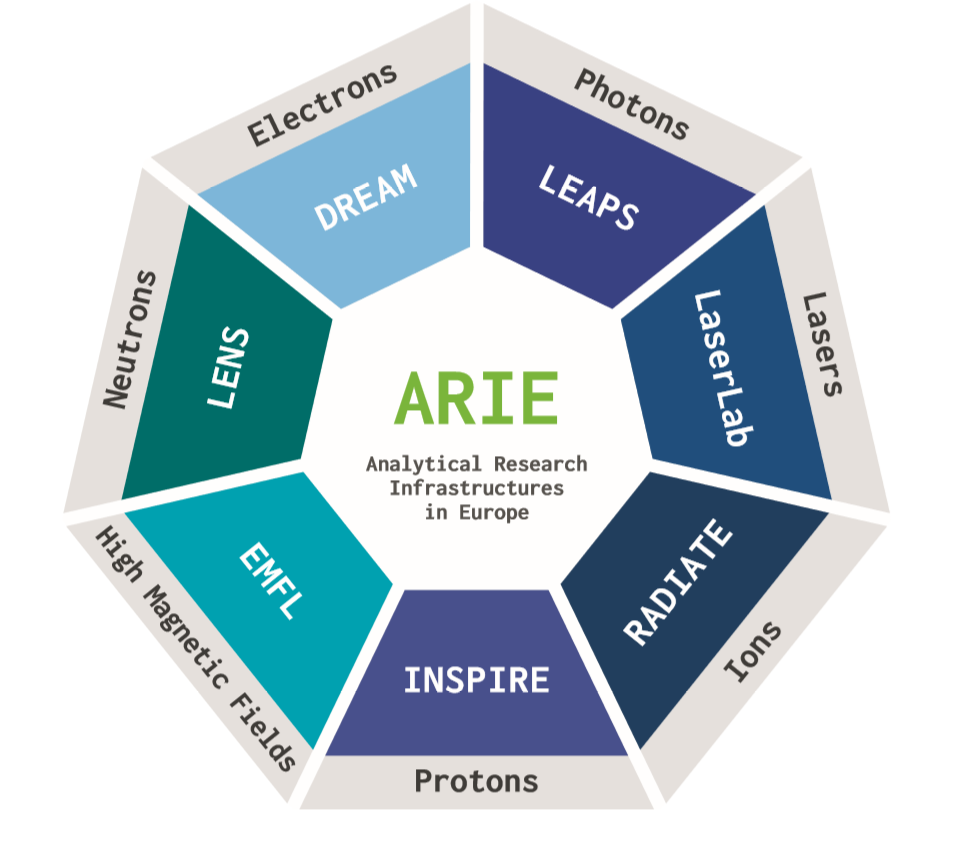 Electrons
DREAM
Photons
LEAPS
Lasers
LaserLab
Ions
RADIATE
Protons
INSPIRE
High Magnetic Fields
EMFL
Neutrons
LENS
ARIE
Analytical Research
Infrastructures
in Europe